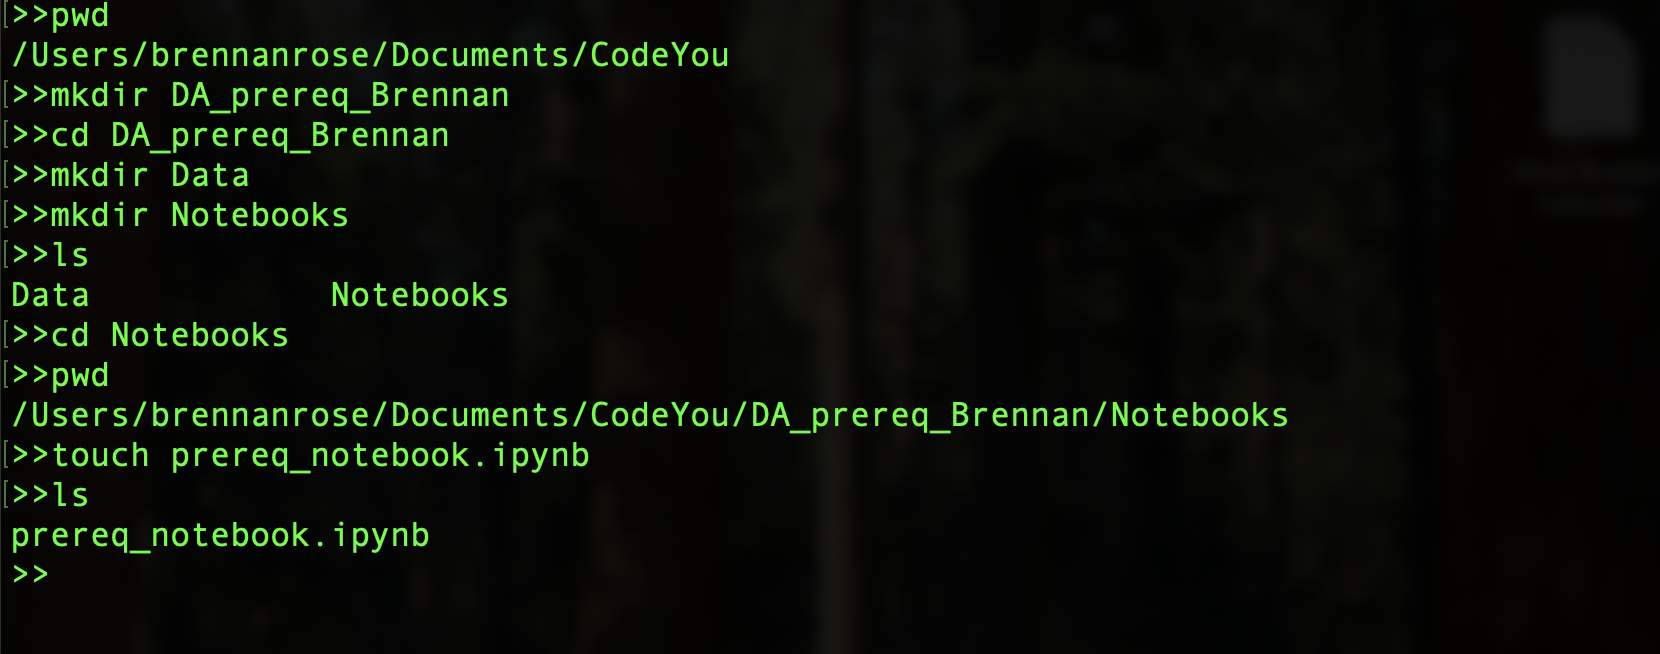 >>pwd
/Users/brennanrose/Documents/CodeYou
>>mkdir DA_prereq_Brennan
>>cd DA_prereq_Brennan
>>mkdir Data
>>mkdir Notebooks
>>ls
Data            Notebooks
>>cd Notebooks
>>pwd
/Users/brennanrose/Documents/CodeYou/DA_prereq_Brennan/Notebooks
>>touch prereq_notebook.ipynb
>>ls
prereq_notebook.ipynb
>>